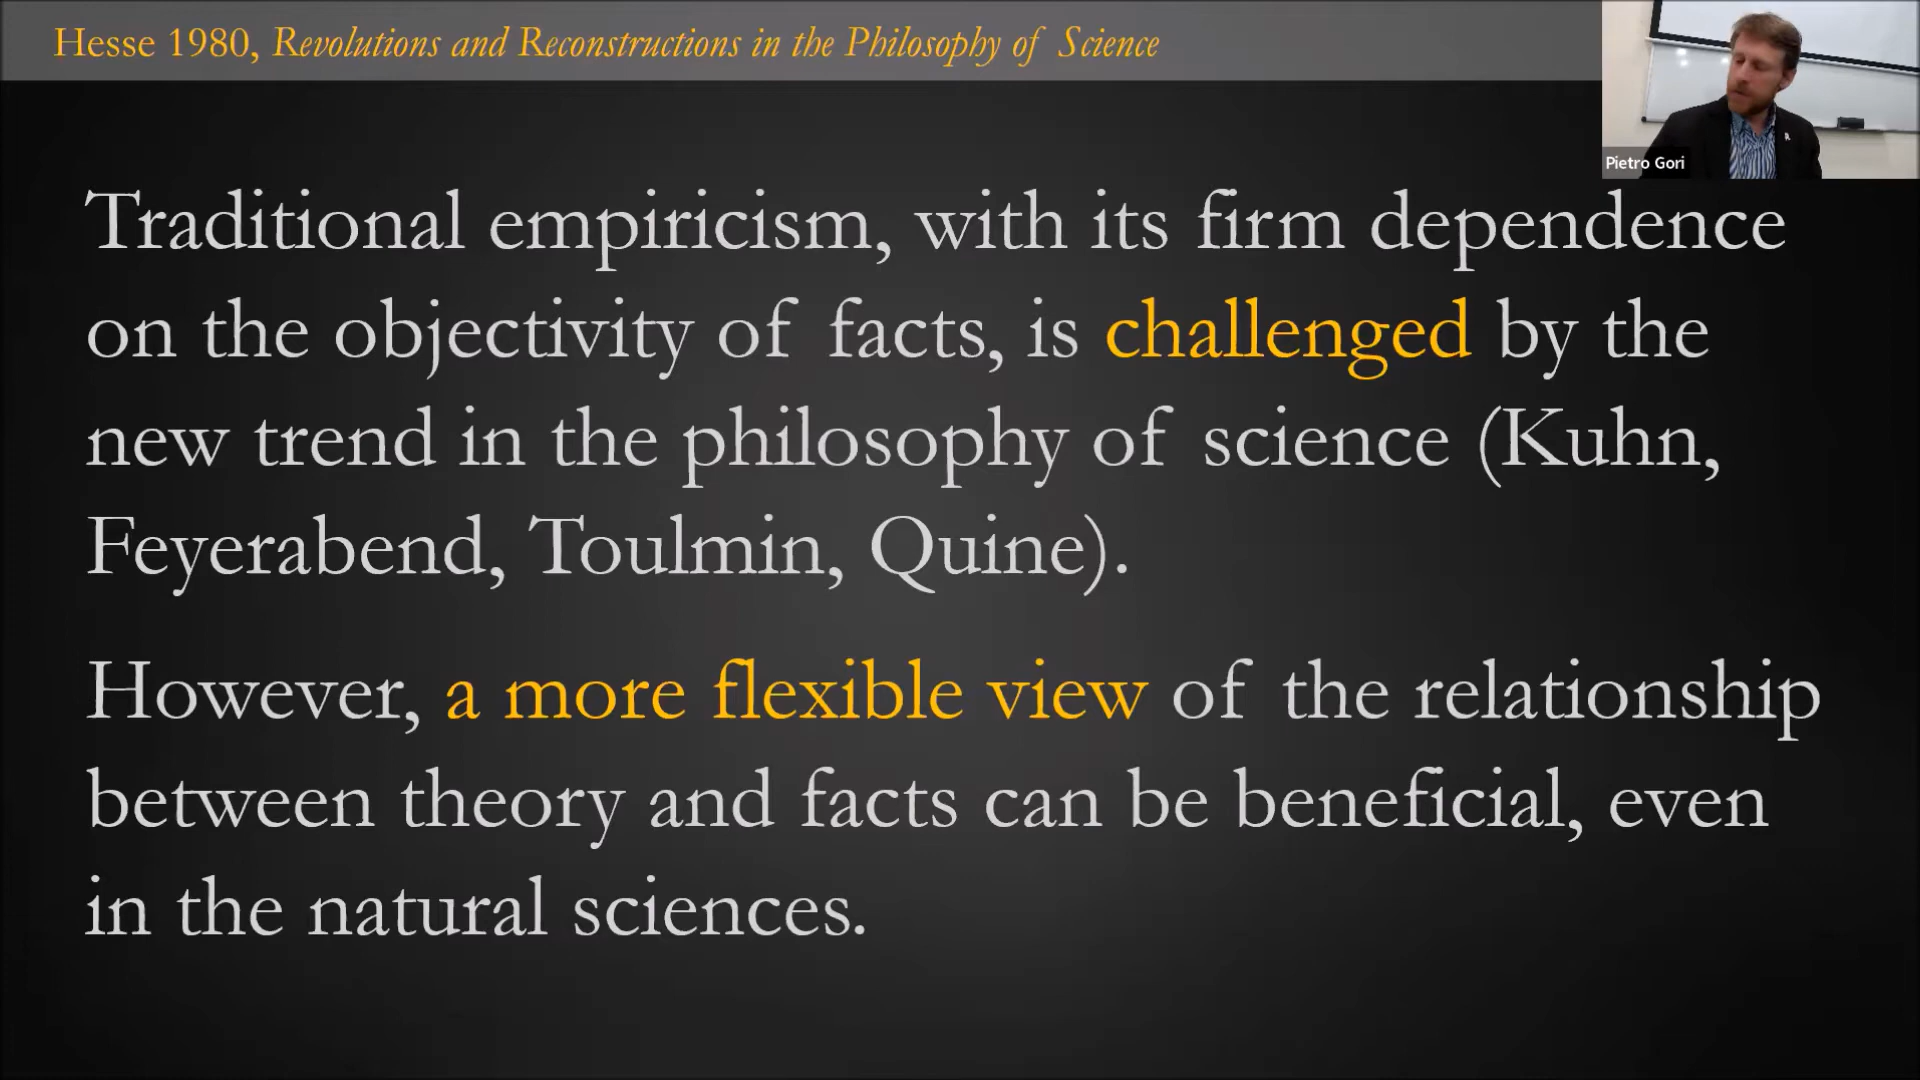 Hesse 1980, Revolutions and Reconstructions in the Philosophy of Science
Pietro Gori
Traditional empiricism, with its firm dependence
on the objectivity of facts, is challenged by the
new trend in the philosophy of science (Kuhn,
Feyerabend, Toulmin, Quine).
However, a more flexible view of the relationship
between theory and facts can be beneficial, even
in the natural sciences.